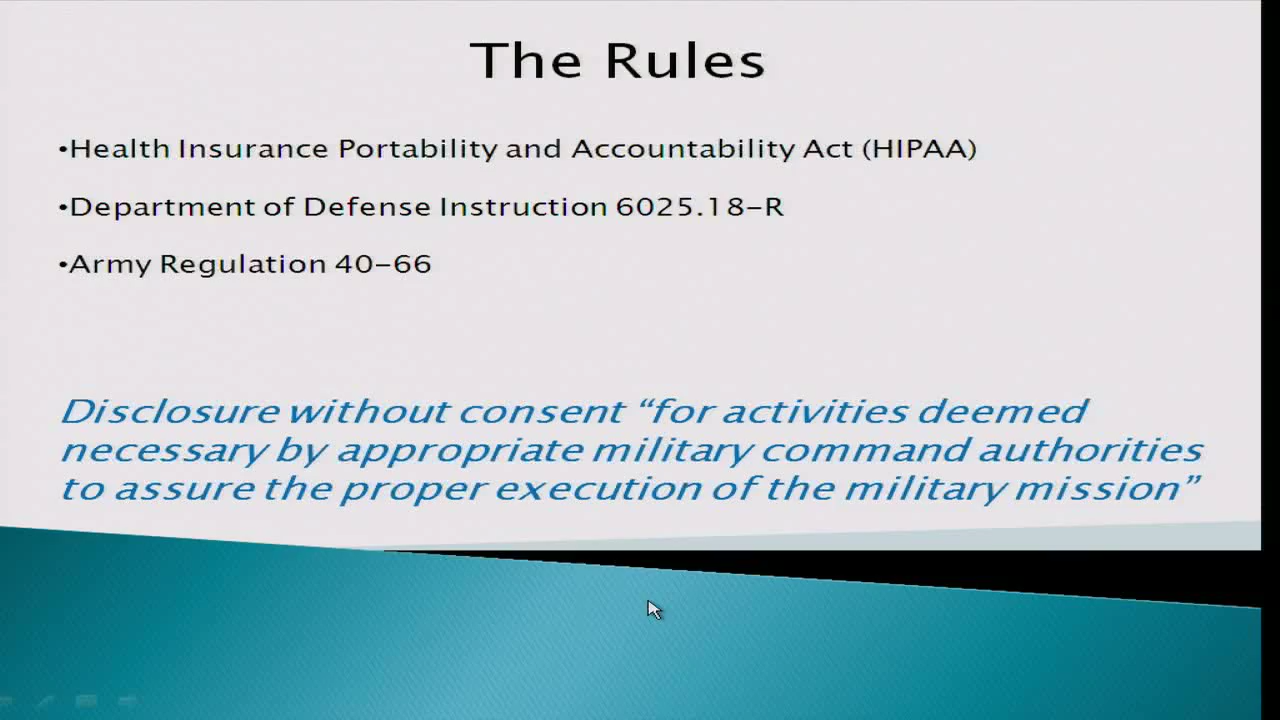 The Rules
•Health Insurance Portability and Accountability Act (HIPAA)
•Department of Defense Instruction 6025.18–R
•Army Regulation 40–66
Disclosure without consent “for activities deemed
necessary by appropriate military command authorities
to assure the proper execution of the military mission”